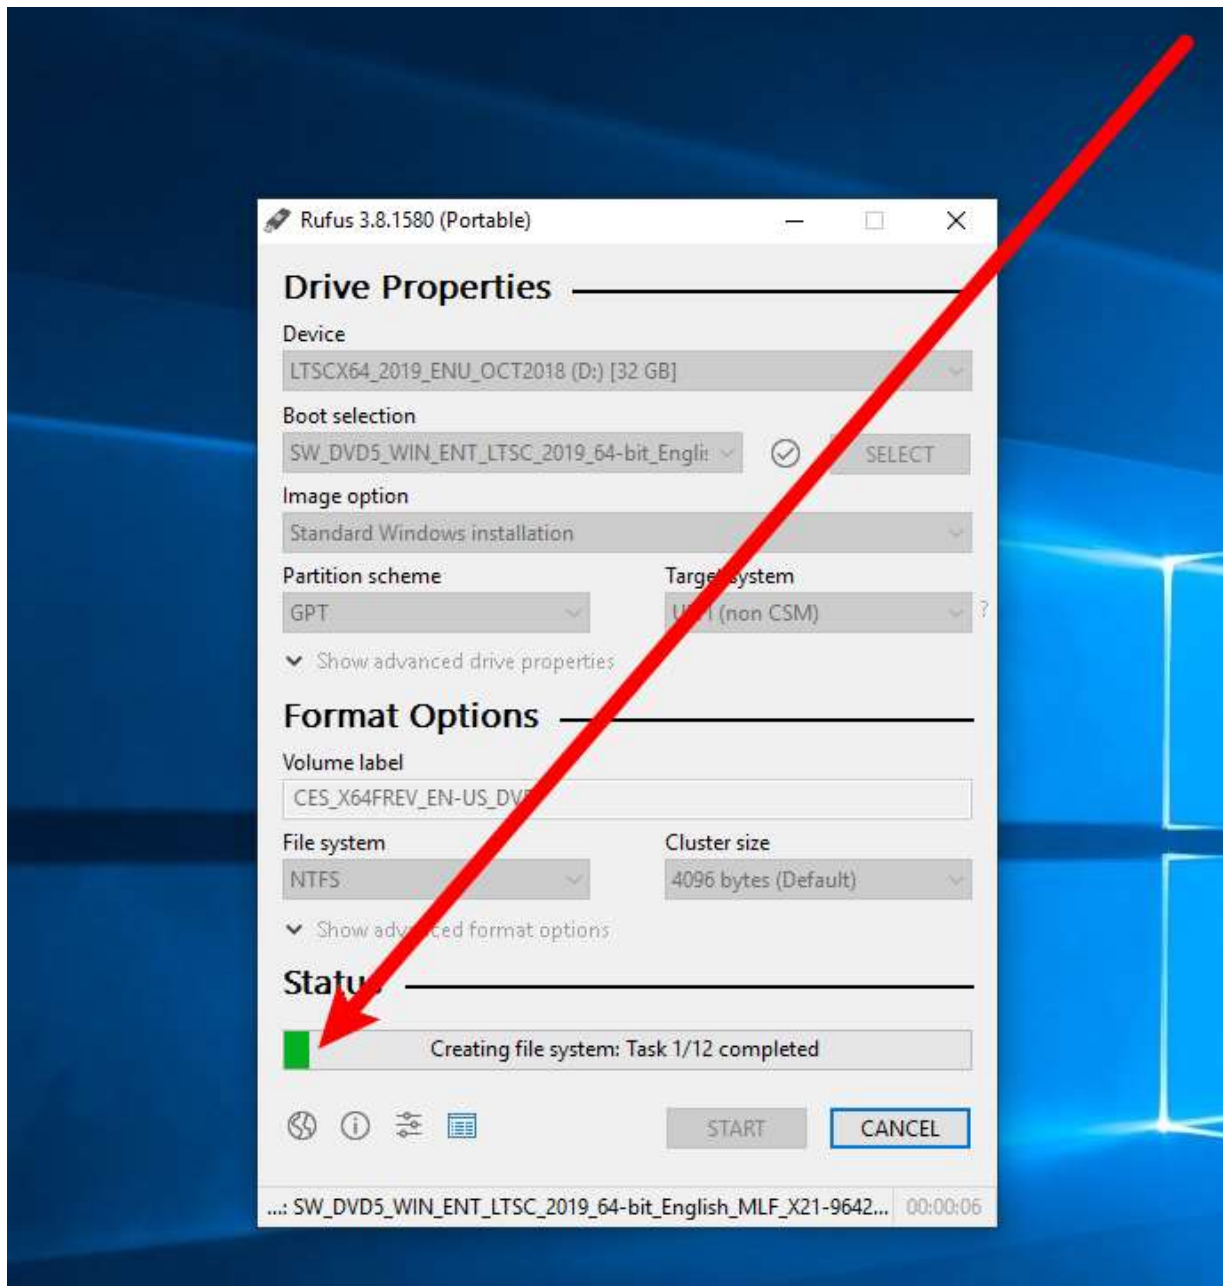 Rufus 3.8.1580 (Portable)
Drive Properties
Device
LTSCX64_2019_ENU_OCT2018 (D:) [32 GB]
Boot selection
SW_DVD5_WIN_ENT_LTSC_2019_64-bit_Englis
SELECT
Image option
Standard Windows installation
Partition scheme
Target system
GPT
(non CSM)
?
Show advanced drive properties
Format Options
Volume label
CES_X64FREV_EN-US_DV
File system
Cluster size
NTFS
4096 bytes (Default)
Show advanced format options
Status
Creating file system: Task 1/12 completed
START
CANCEL
...: SW_DVD5_WIN_ENT_LTSC_2019_64-bit_English_MLF_X21-9642...
00:00:06